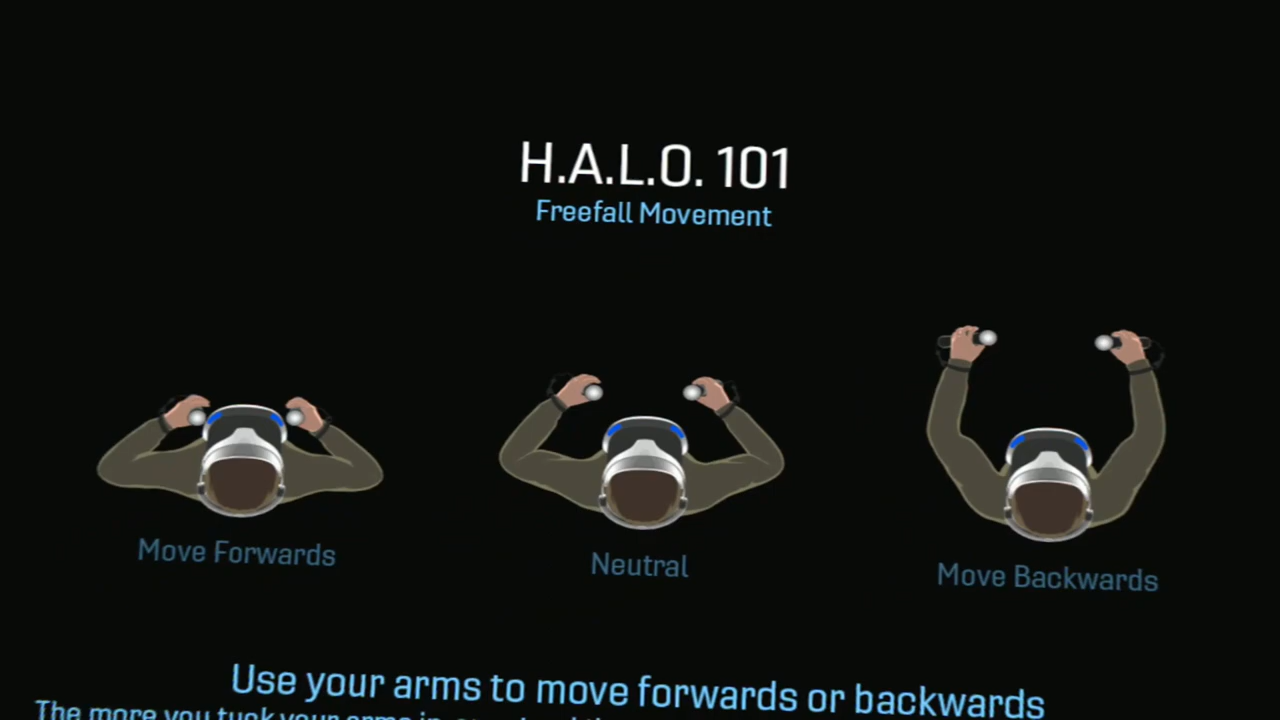 H.A.L.O. 101
Freefall Movement
Move Forwards
Neutral
Move Backwards
Use your arms to move forwards or backwards
The more you tuck your arms in